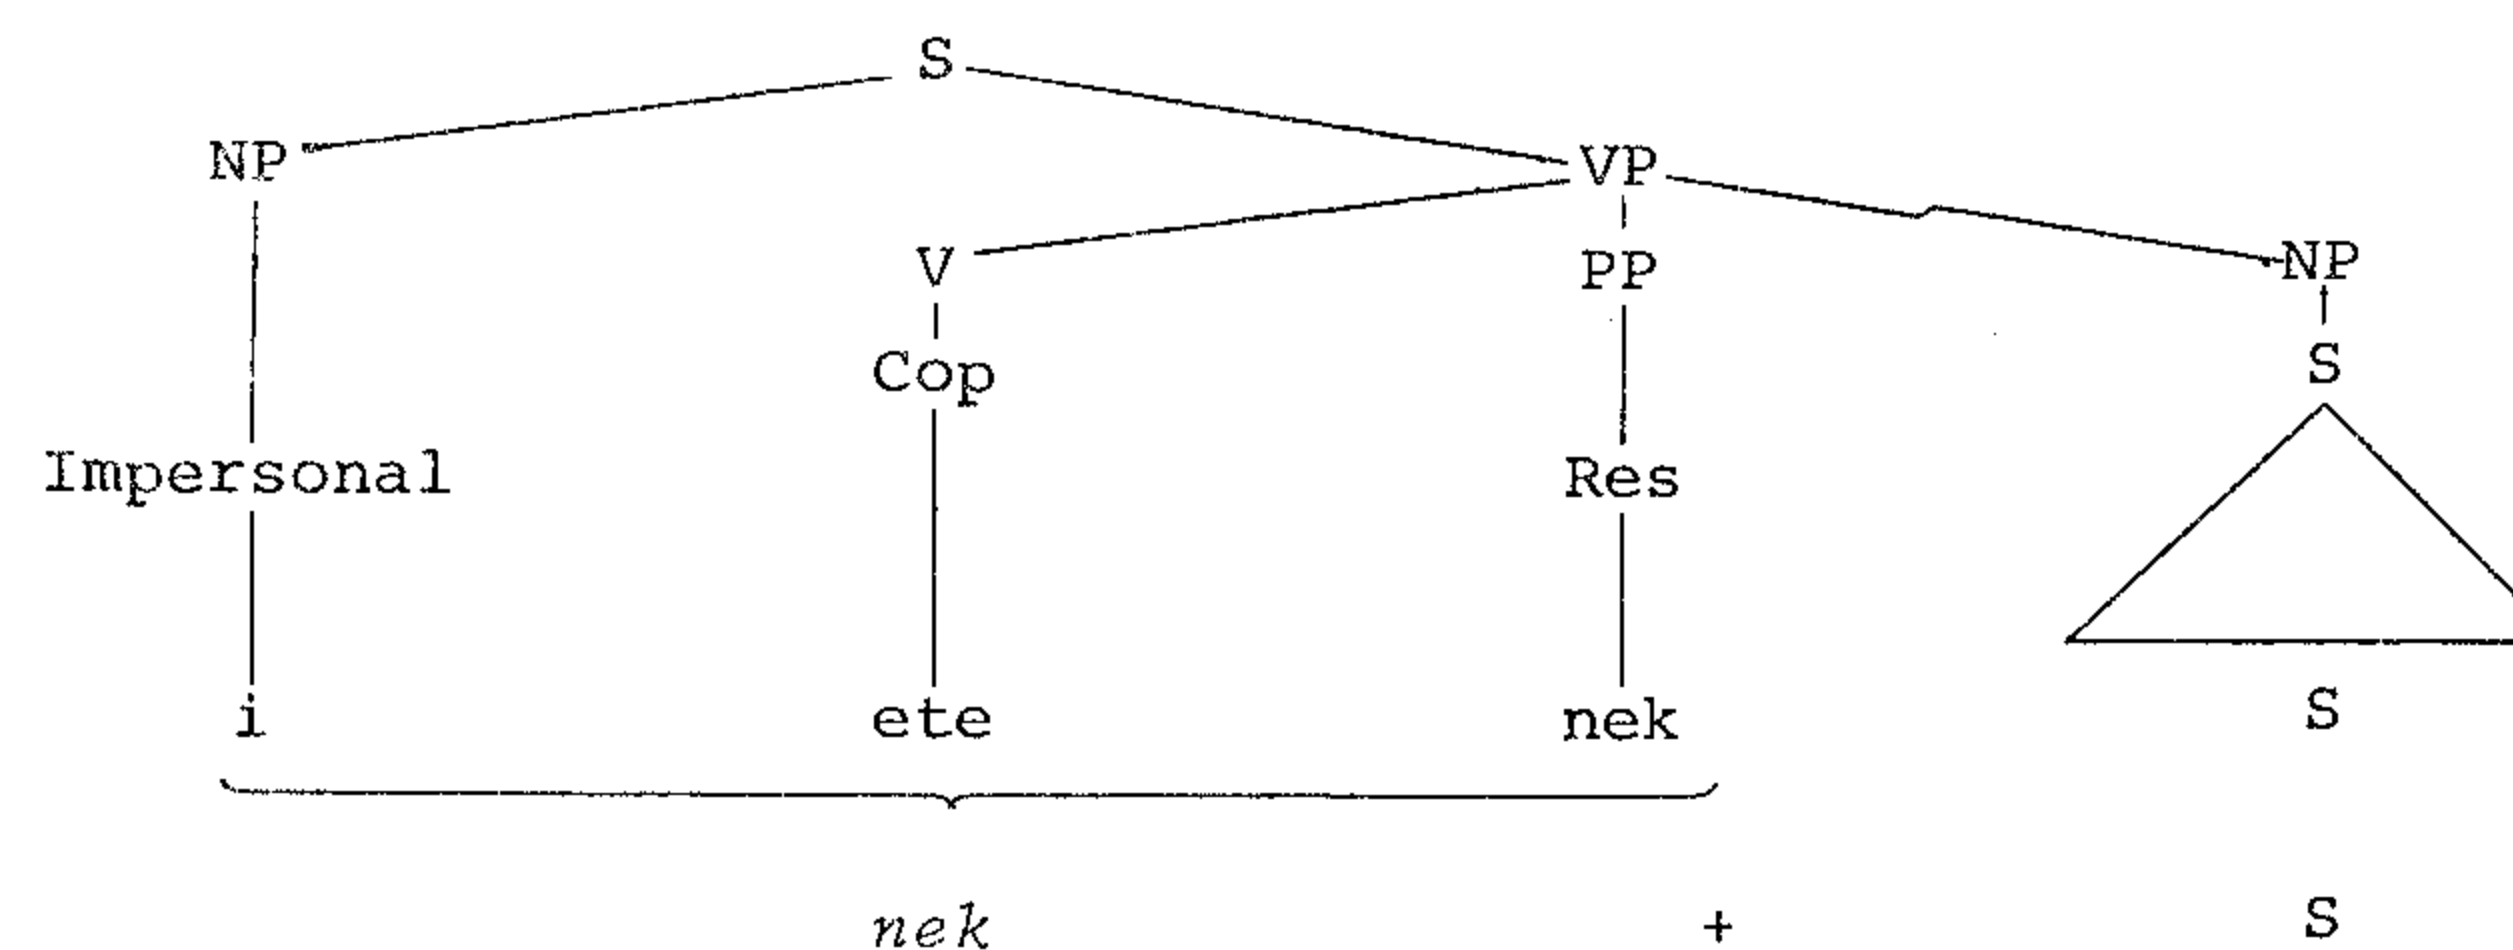 S
NP VP
V PP NP
Cop S
Impersonal Res
i ete nek S
nek + S